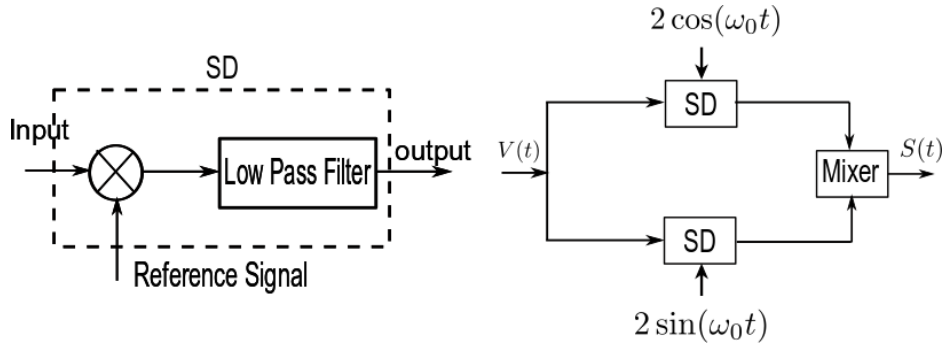 SD
Input
Low Pass Filter
output
Reference Signal
2 cos(ω₀t)
SD
V(t)
Mixer
S(t)
SD
2 sin(ω₀t)